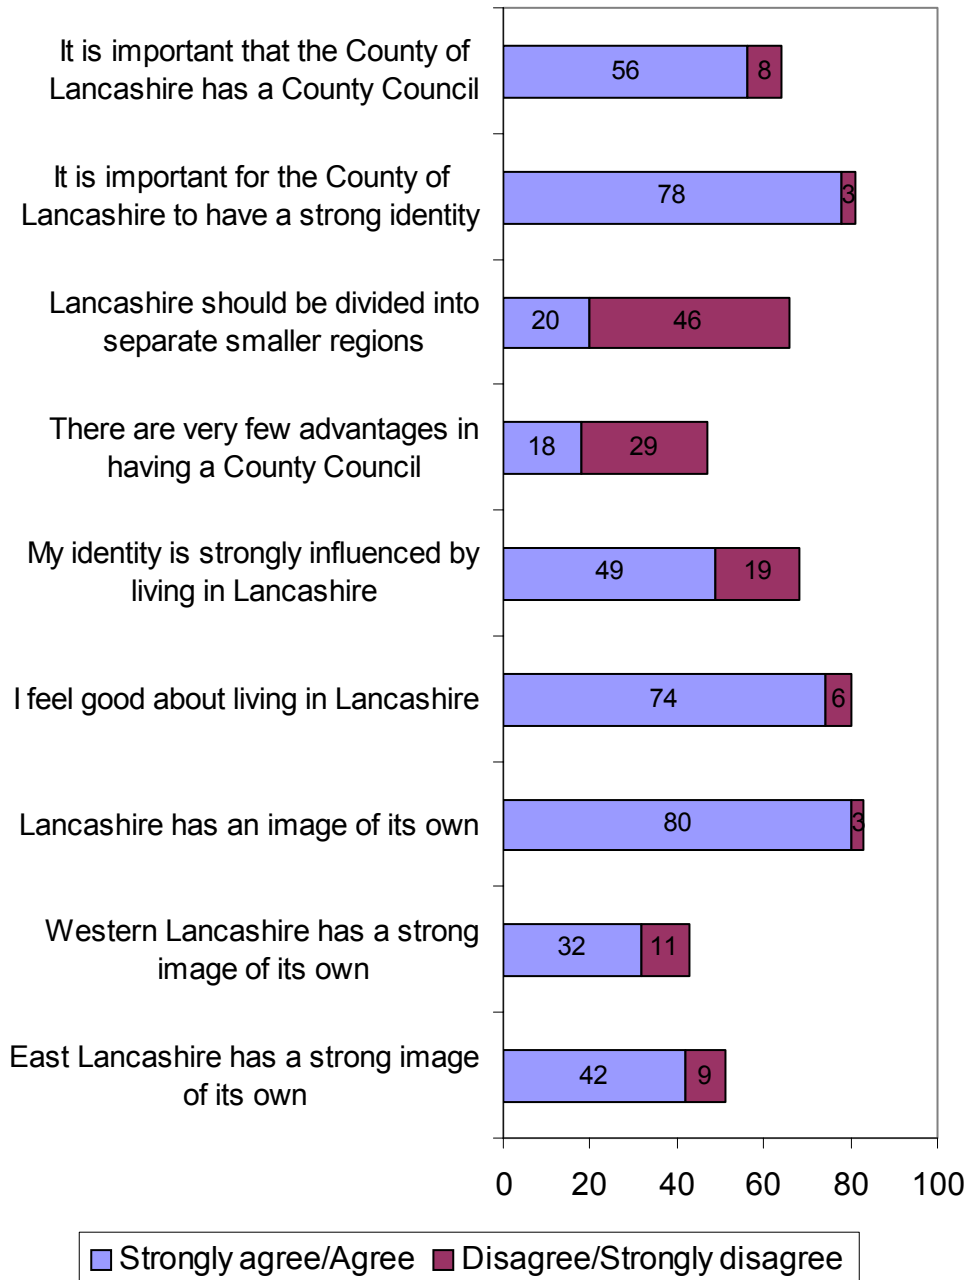 It is important that the County of
Lancashire has a County Council
56 8
It is important for the County of
Lancashire to have a strong identity
78 3
Lancashire should be divided into
separate smaller regions
20 46
There are very few advantages in
having a County Council
18 29
My identity is strongly influenced by
living in Lancashire
49 19
I feel good about living in Lancashire
74 6
Lancashire has an image of its own
80 3
Western Lancashire has a strong
image of its own
32 11
East Lancashire has a strong image
of its own
42 9
0 20 40 60 80 100
Strongly agree/Agree Disagree/Strongly disagree